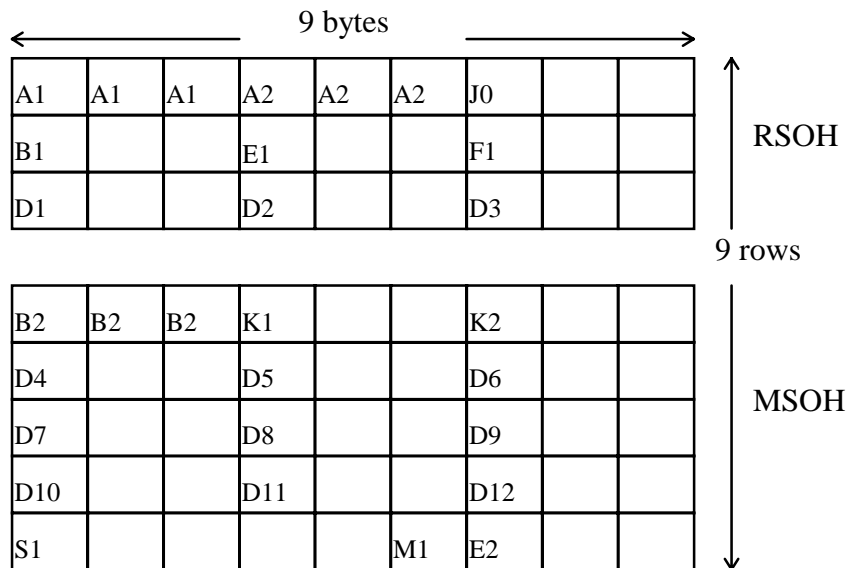 9 bytes
A1 A1 A1 A2 A2 A2 J0
RSOH
B1 E1 F1
D1 D2 D3
9 rows
B2 B2 B2 K1 K2
D4 D5 D6
MSOH
D7 D8 D9
D10 D11 D12
S1 M1 E2